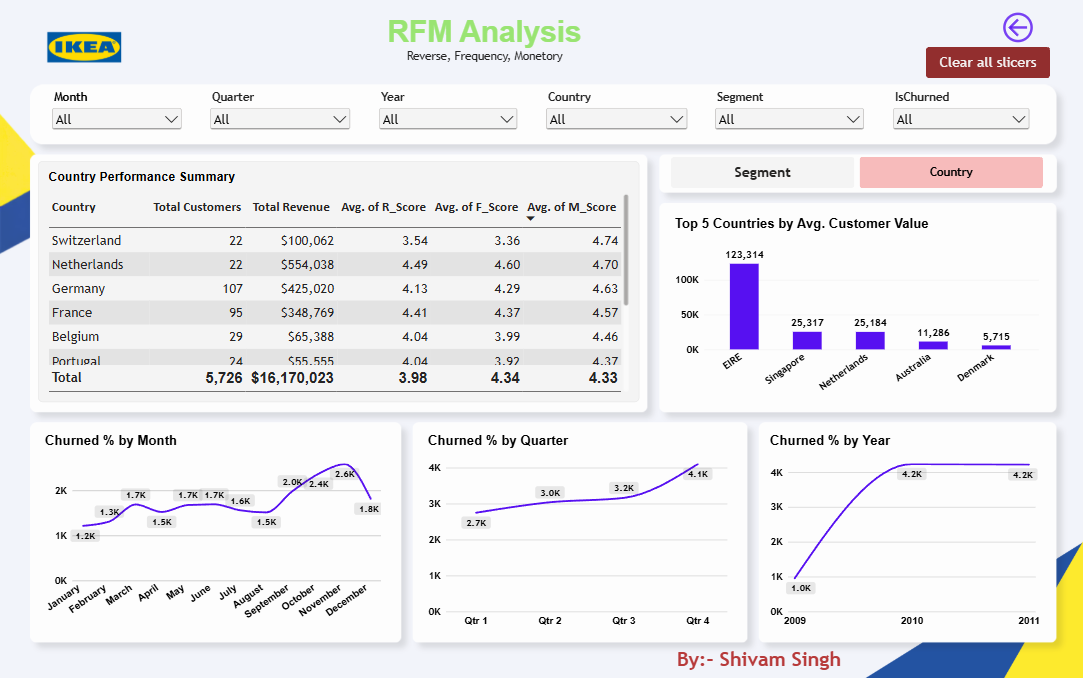 IKEA
RFM Analysis
Reverse, Frequency, Monetory
Clear all slicers
Month Quarter Year Country Segment IsChurned
All All All All All All
Country Performance Summary
Country Total Customers Total Revenue Avg. of R_Score Avg. of F_Score Avg. of M_Score
Switzerland 22 $100,062 3.54 3.36 4.74
Netherlands 22 $554,038 4.49 4.60 4.70
Germany 107 $425,020 4.13 4.29 4.63
France 95 $348,769 4.41 4.37 4.57
Belgium 29 $65,388 4.04 3.99 4.46
Portugal 24 $55,555 4.04 3.92 4.37
Total 5,726 $16,170,023 3.98 4.34 4.33
Segment Country
Top 5 Countries by Avg. Customer Value
100K
50K
0K
123,314 25,317 25,184 11,286 5,715
EIRE Singapore Netherlands Australia Denmark
Churned % by Month
2K
1K
0K
1.2K 1.3K 1.7K 1.5K 1.7K 1.7K 1.6K 1.5K 2.0K 2.4K 2.6K 1.8K
January February March April May June July August September October November December
Churned % by Quarter
4K
3K
2K
1K
0K
2.7K 3.0K 3.2K 4.1K
Qtr 1 Qtr 2 Qtr 3 Qtr 4
Churned % by Year
4K
3K
2K
1K
0K
1.0K 4.2K 4.2K
2009 2010 2011
By:- Shivam Singh